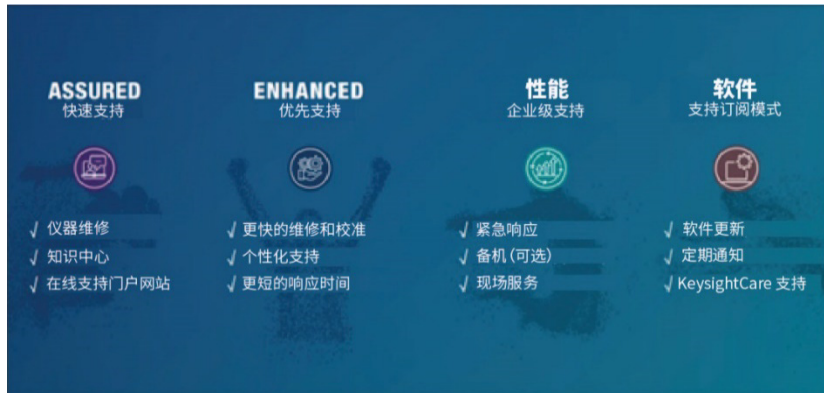 ASSURED
快速支持
仪器维修
知识中心
在线支持门户网站
ENHANCED
优先支持
更快的维修和校准
个性化支持
更短的响应时间
性能
企业级支持
紧急响应
备机(可选)
现场服务
软件
支持订阅模式
软件更新
定期通知
KeysightCare 支持